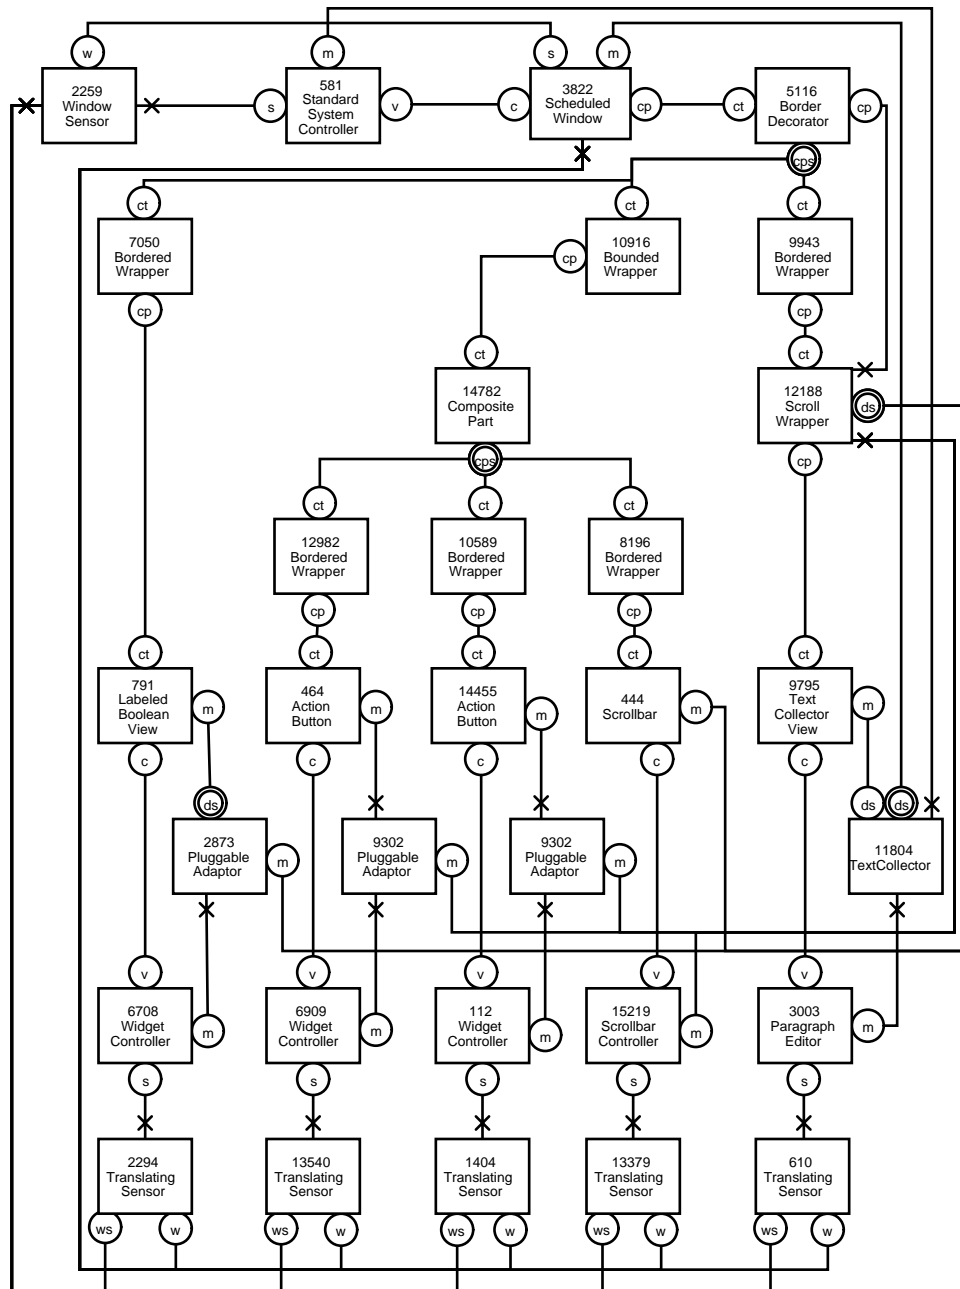 w
m
s
m
2259
Window
Sensor
s
581
Standard
System
Controller
v
c
3822
Scheduled
Window
cp
ct
5116
Border
Decorator
cp
cps
ct
ct
ct
7050
Bordered
Wrapper
cp
10916
Bounded
Wrapper
9943
Bordered
Wrapper
cp
cp
ct
ct
14782
Composite
Part
12188
Scroll
Wrapper
ds
cps
cp
ct
ct
ct
12982
Bordered
Wrapper
10589
Bordered
Wrapper
8196
Bordered
Wrapper
cp
cp
cp
ct
ct
ct
ct
ct
791
Labeled
Boolean
View
m
464
Action
Button
m
14455
Action
Button
m
444
Scrollbar
m
9795
Text
Collector
View
m
c
c
c
c
c
ds
ds
ds
2873
Pluggable
Adaptor
m
9302
Pluggable
Adaptor
m
9302
Pluggable
Adaptor
m
11804
TextCollector
v
v
v
v
v
6708
Widget
Controller
m
6909
Widget
Controller
m
112
Widget
Controller
m
15219
Scrollbar
Controller
m
3003
Paragraph
Editor
m
s
s
s
s
s
2294
Translating
Sensor
13540
Translating
Sensor
1404
Translating
Sensor
13379
Translating
Sensor
610
Translating
Sensor
ws
w
ws
w
ws
w
ws
w
ws
w